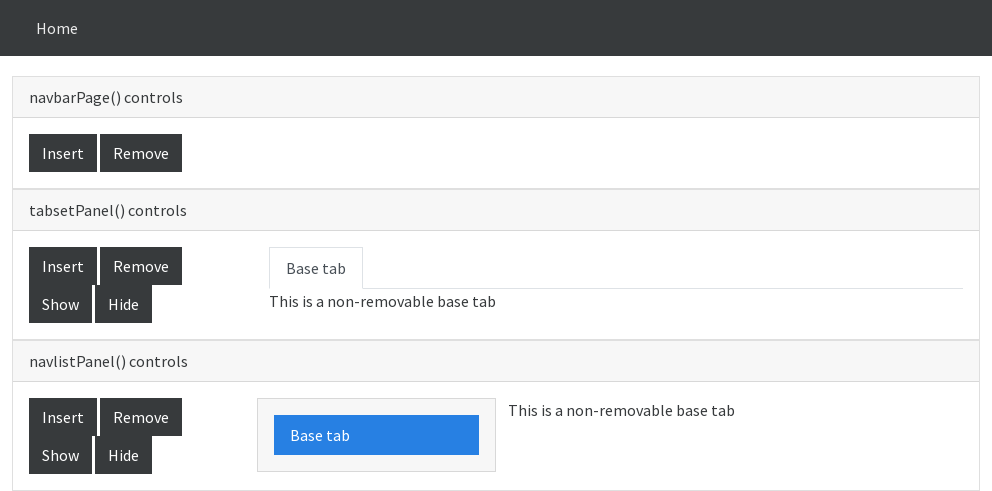 Home
navbarPage() controls
Insert Remove
tabsetPanel() controls
Insert Remove
Show Hide
Base tab
This is a non-removable base tab
navlistPanel() controls
Insert Remove
Show Hide
Base tab
This is a non-removable base tab